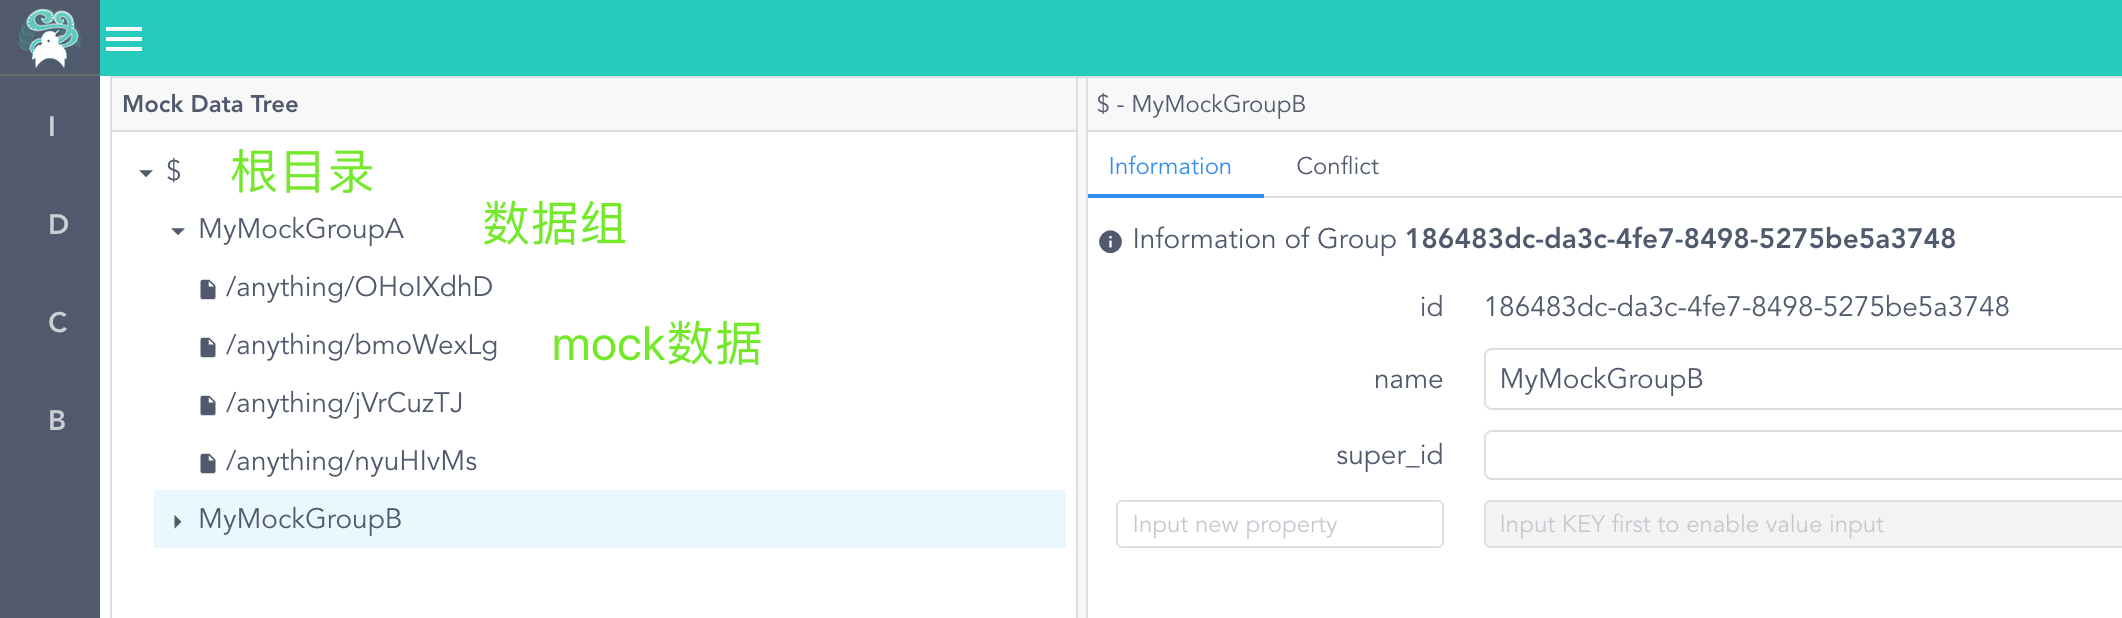 I
D
C
B
Mock Data Tree
$ 根目录
MyMockGroupA 数据组
/anything/OHoIXdhD
/anything/bmoWexLg mock数据
/anything/jVrCuzTJ
/anything/nyuHIvMs
MyMockGroupB
$ - MyMockGroupB
Information Conflict
Information of Group 186483dc-da3c-4fe7-8498-5275be5a3748
id 186483dc-da3c-4fe7-8498-5275be5a3748
name MyMockGroupB
super_id
Input new property Input KEY first to enable value input